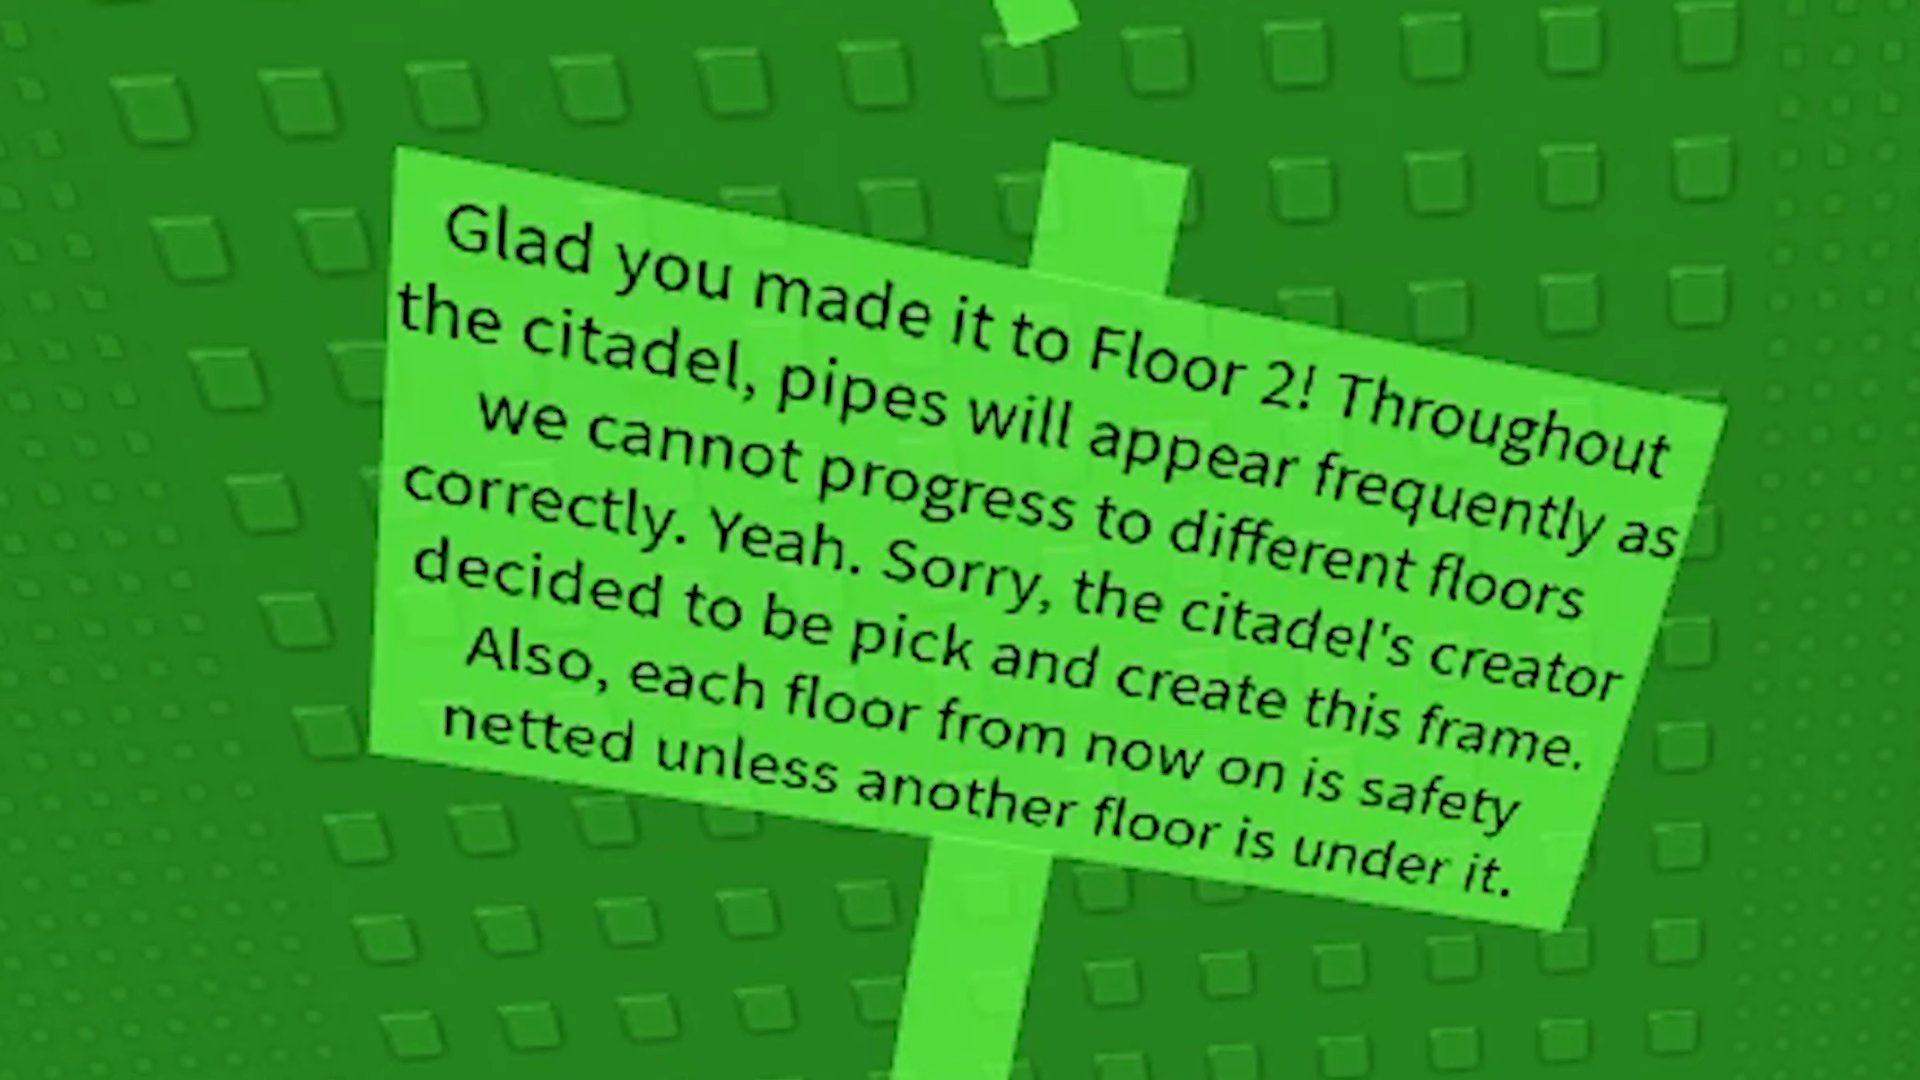 Glad you made it to Floor 2! Throughout
the citadel, pipes will appear frequently as
we cannot progress to different floors
correctly. Yeah. Sorry, the citadel's creator
decided to be pick and create this frame.
Also, each floor from now on is safety
netted unless another floor is under it.